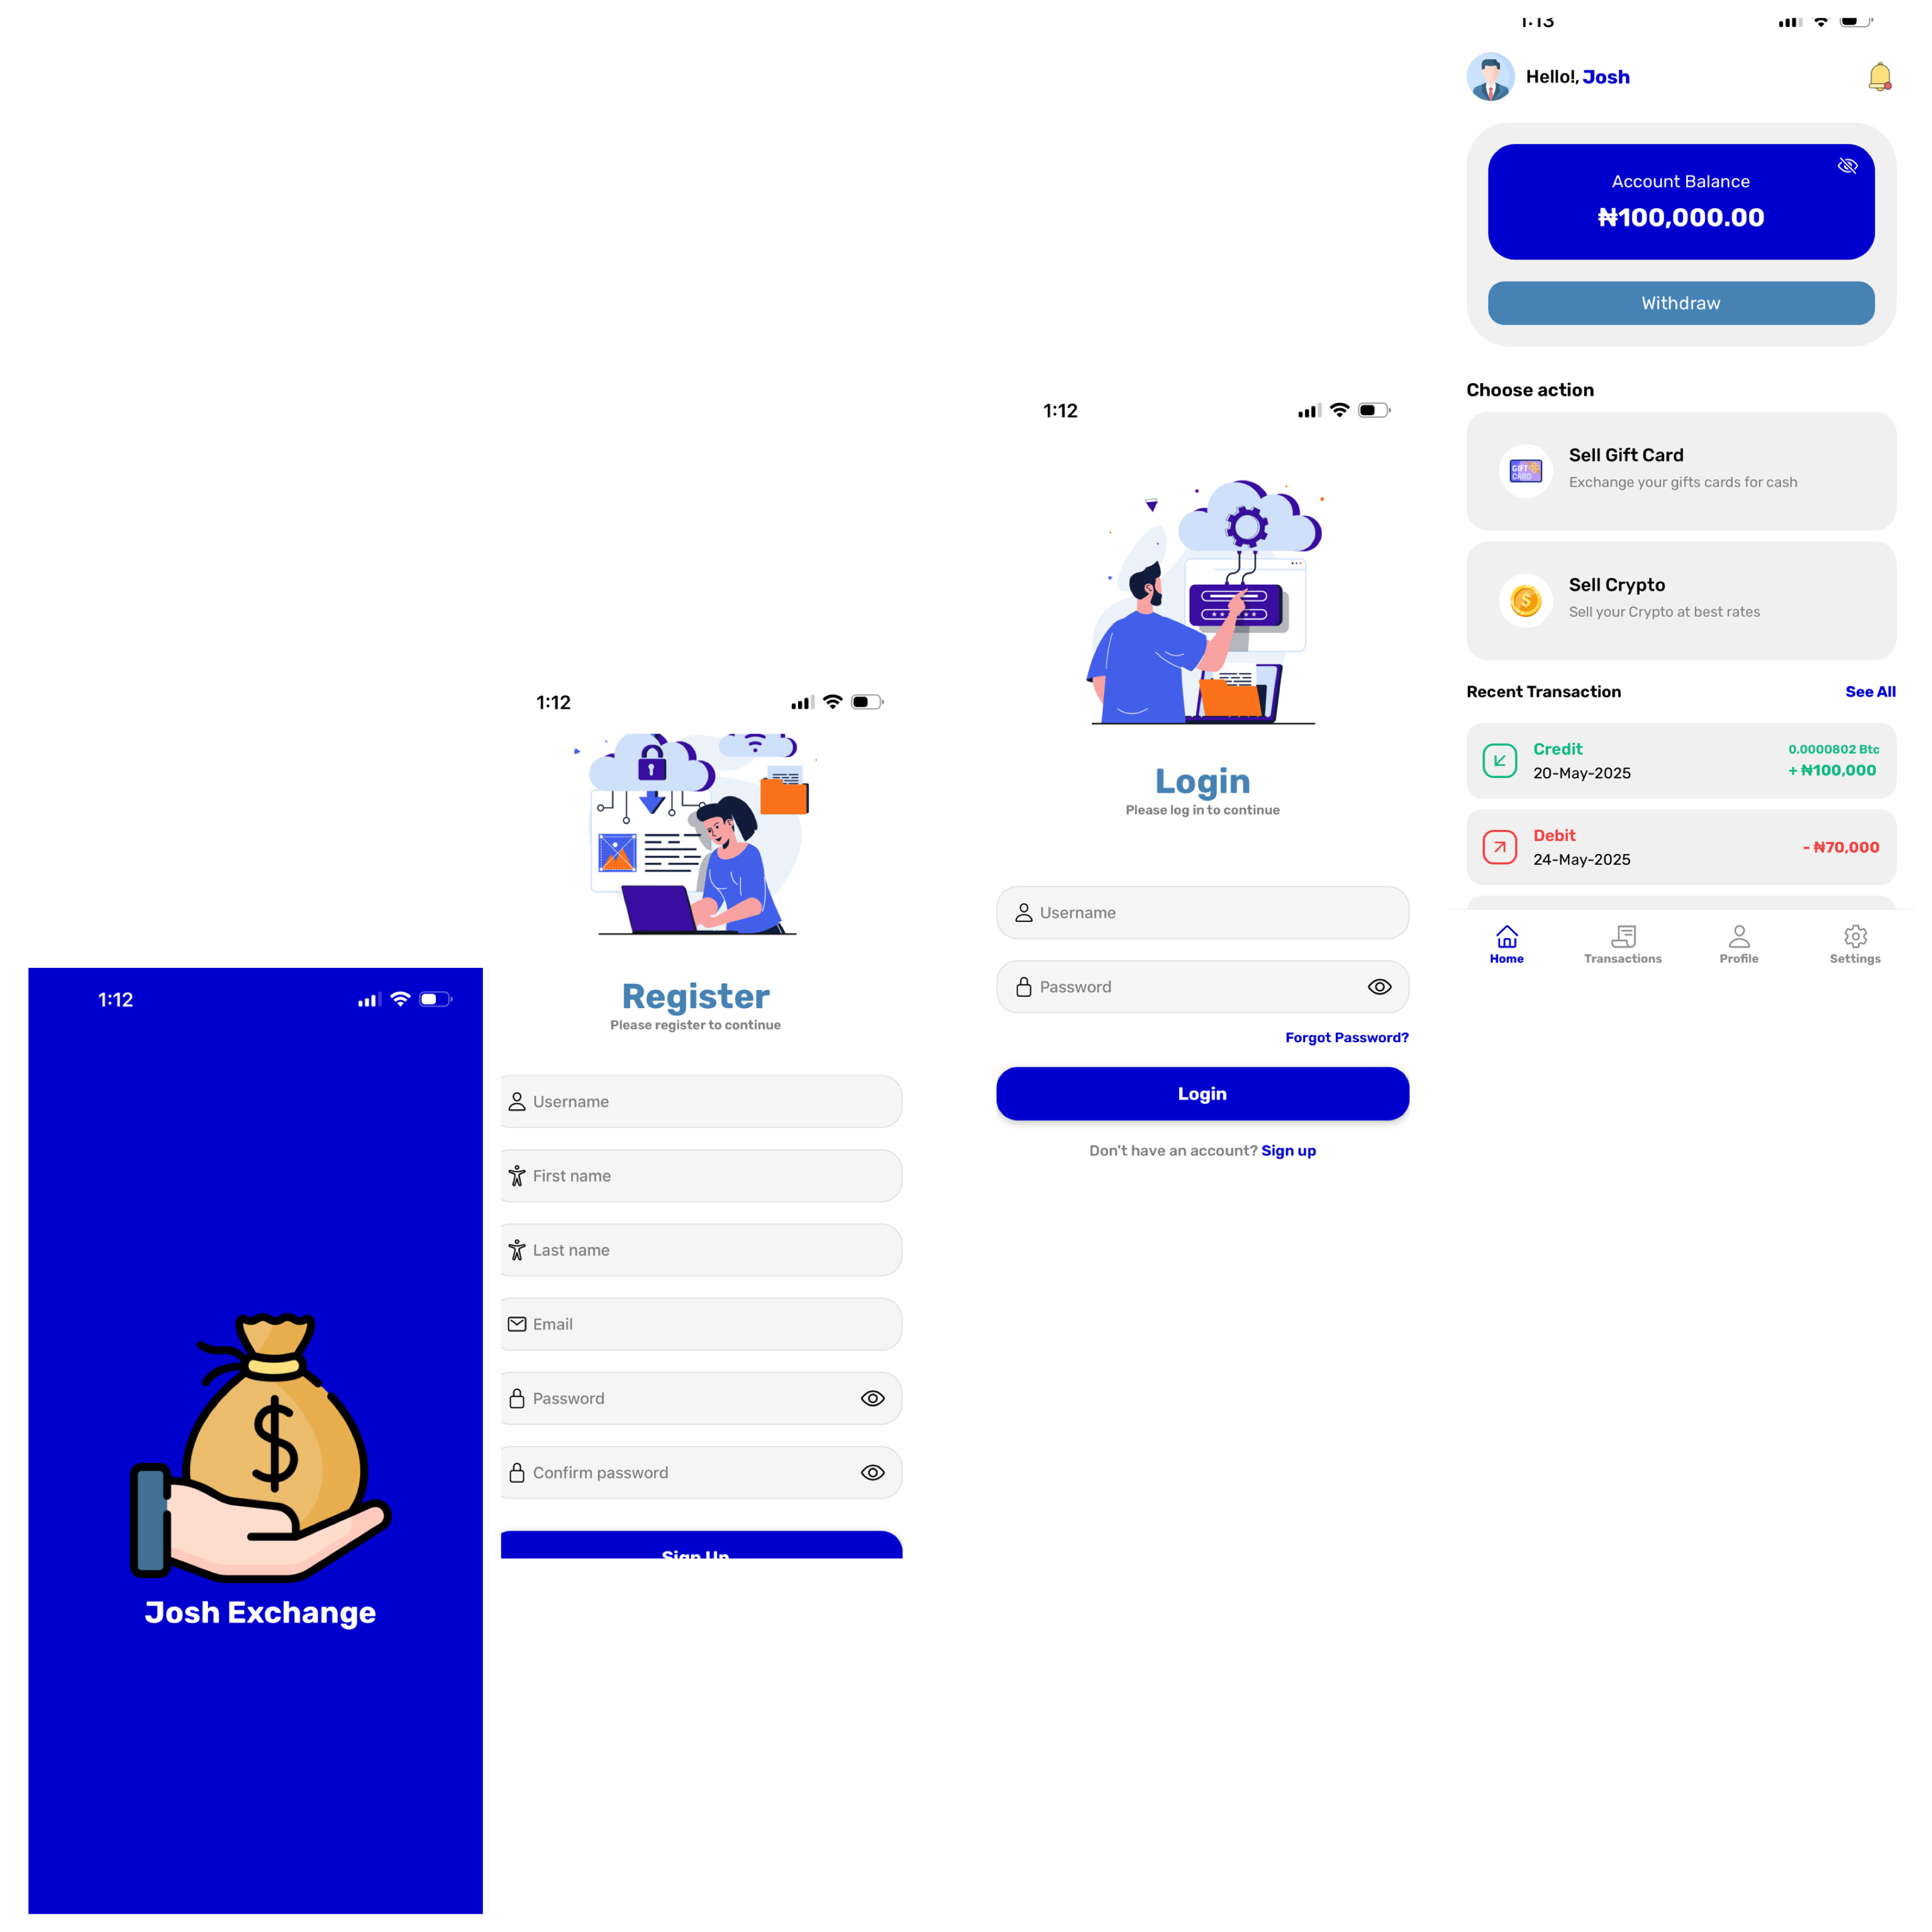 1:12
Josh Exchange
1:12
Register
Please register to continue
Username
First name
Last name
Email
Password
Confirm password
Sign Up
1:12
Login
Please log in to continue
Username
Password
Forgot Password?
Login
Don't have an account? Sign up
1:13
Hello!, Josh
Account Balance
₦100,000.00
Withdraw
Choose action
GIFT
CARD
Sell Gift Card
Exchange your gifts cards for cash
Sell Crypto
Sell your Crypto at best rates
Recent Transaction See All
Credit 0.0000802 Btc
20-May-2025 + ₦100,000
Debit
24-May-2025 - ₦70,000
Home Transactions Profile Settings